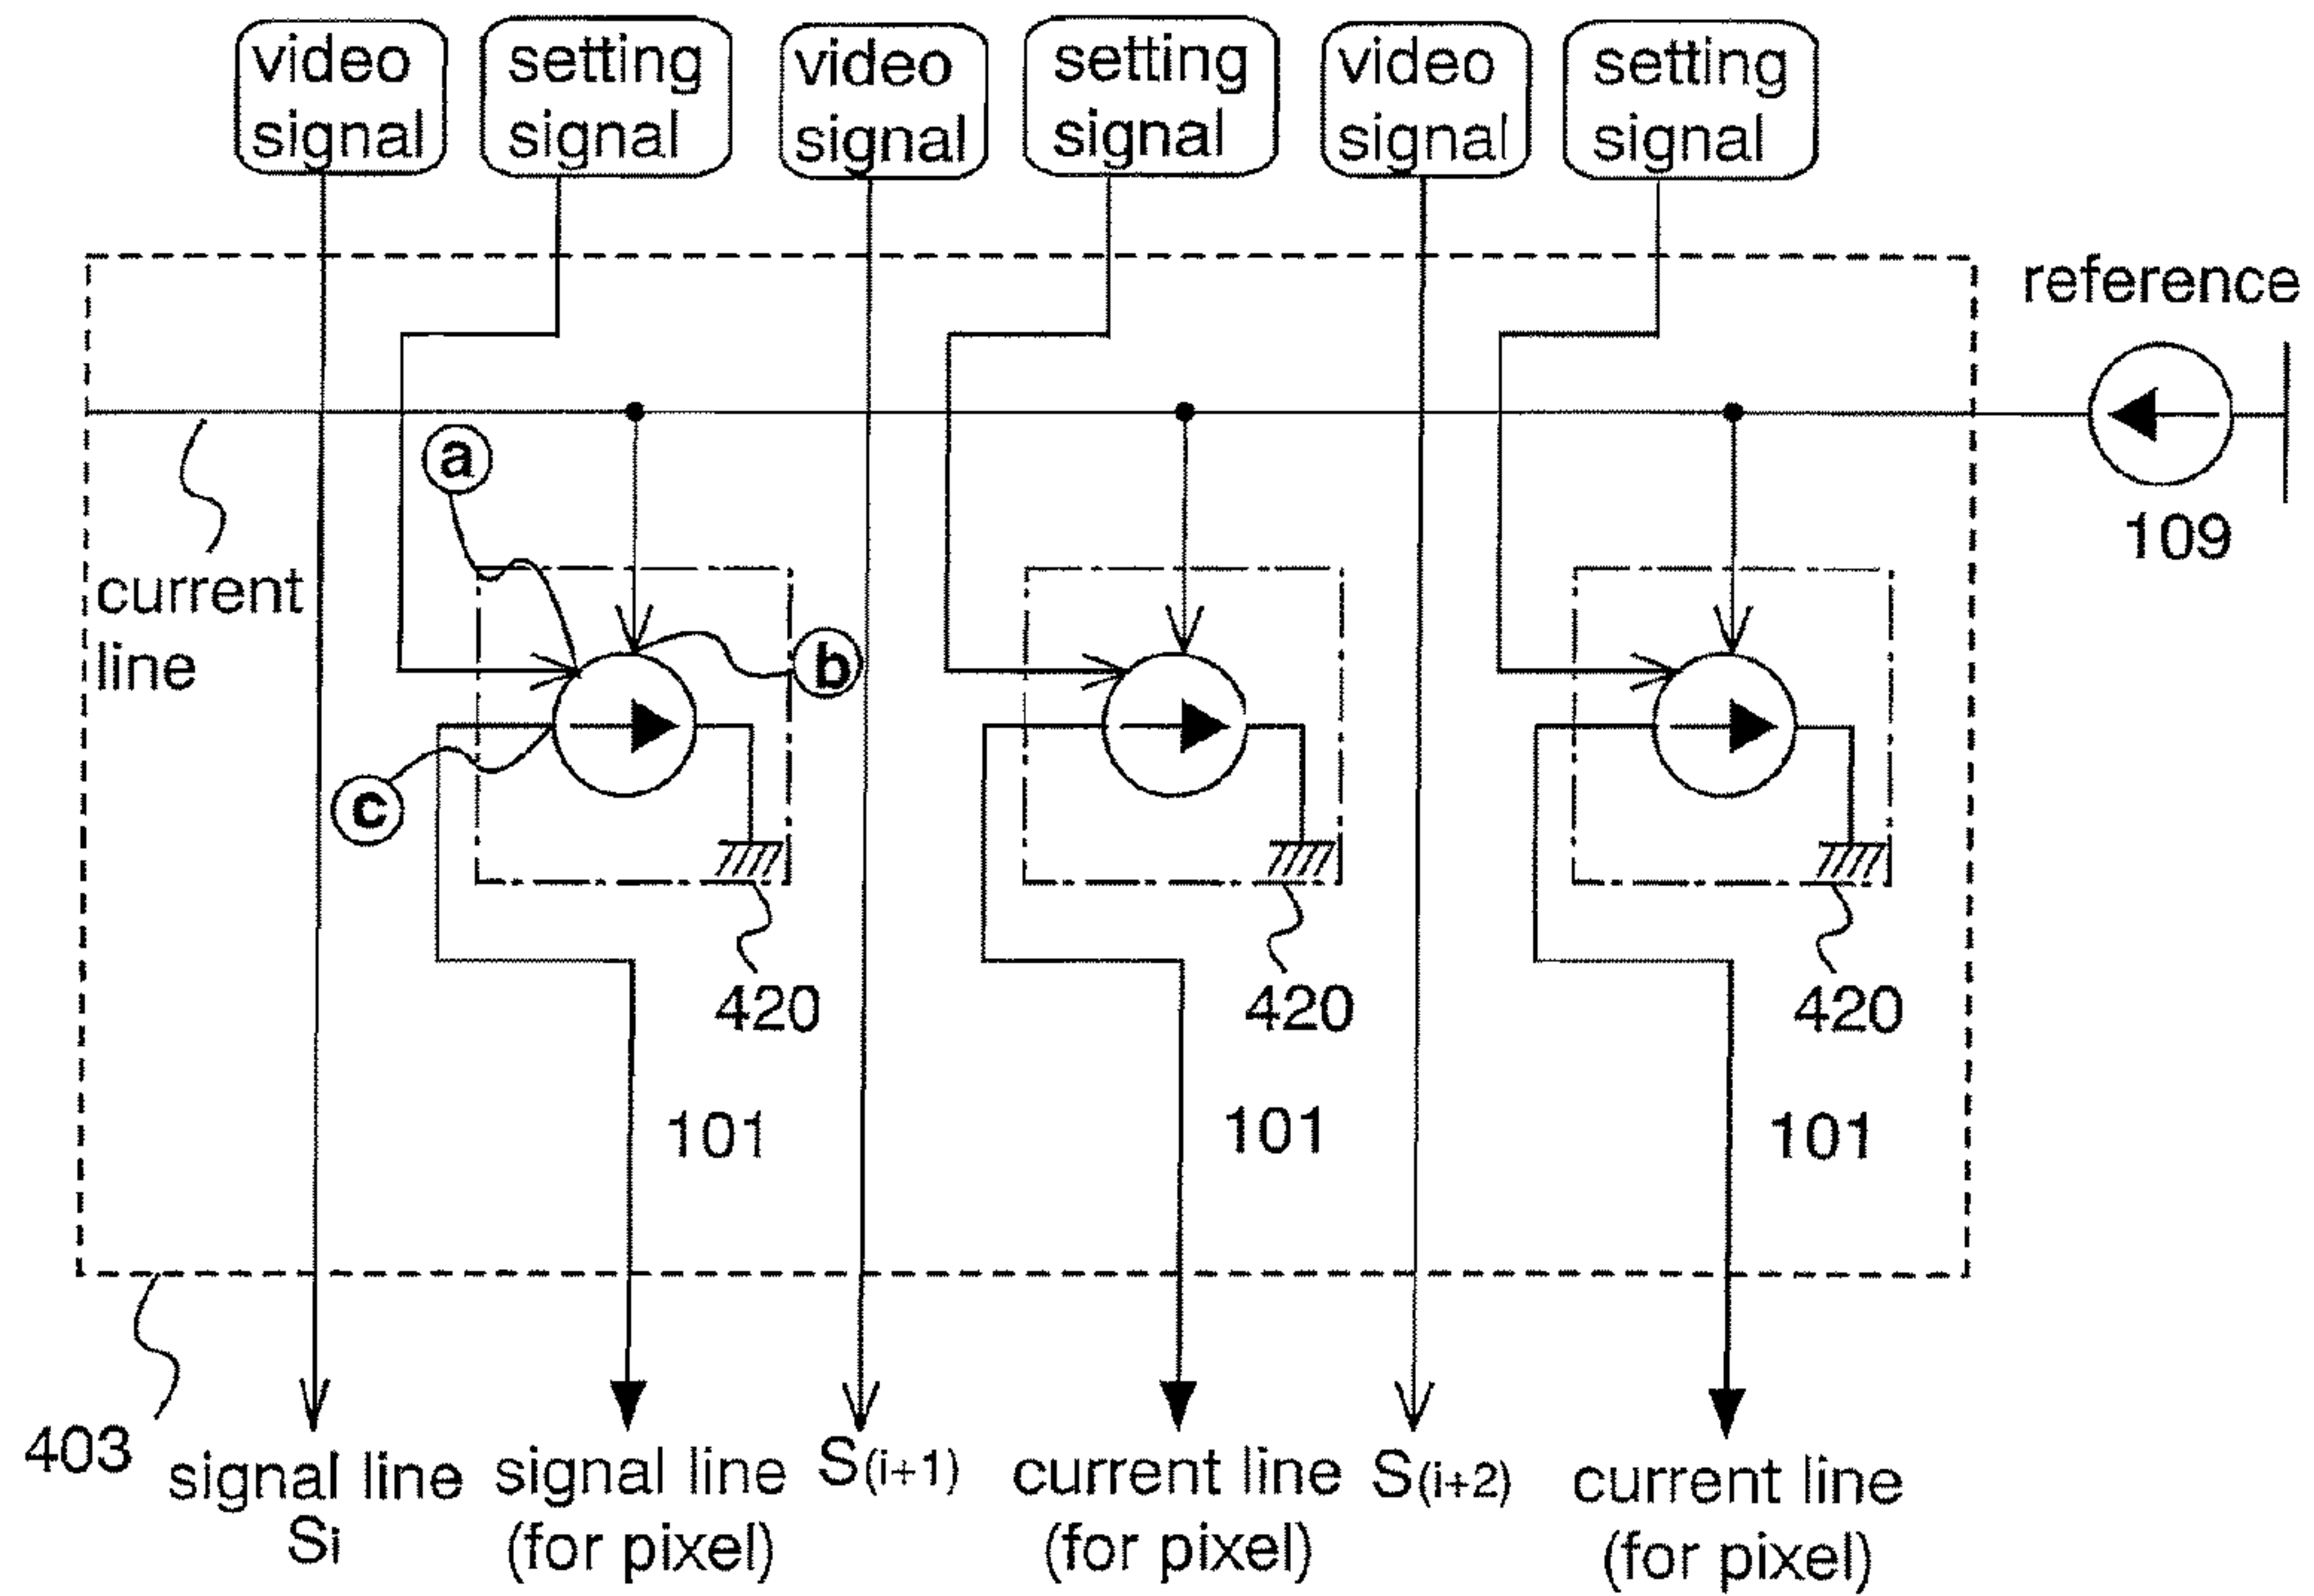 video
signal
setting
signal
video
signal
setting
signal
video
signal
setting
signal
reference
109
current
line
a
b
c
420
420
420
101
101
101
403
signal line
Si
signal line
(for pixel)
S(i+1)
current line
(for pixel)
S(i+2)
current line
(for pixel)